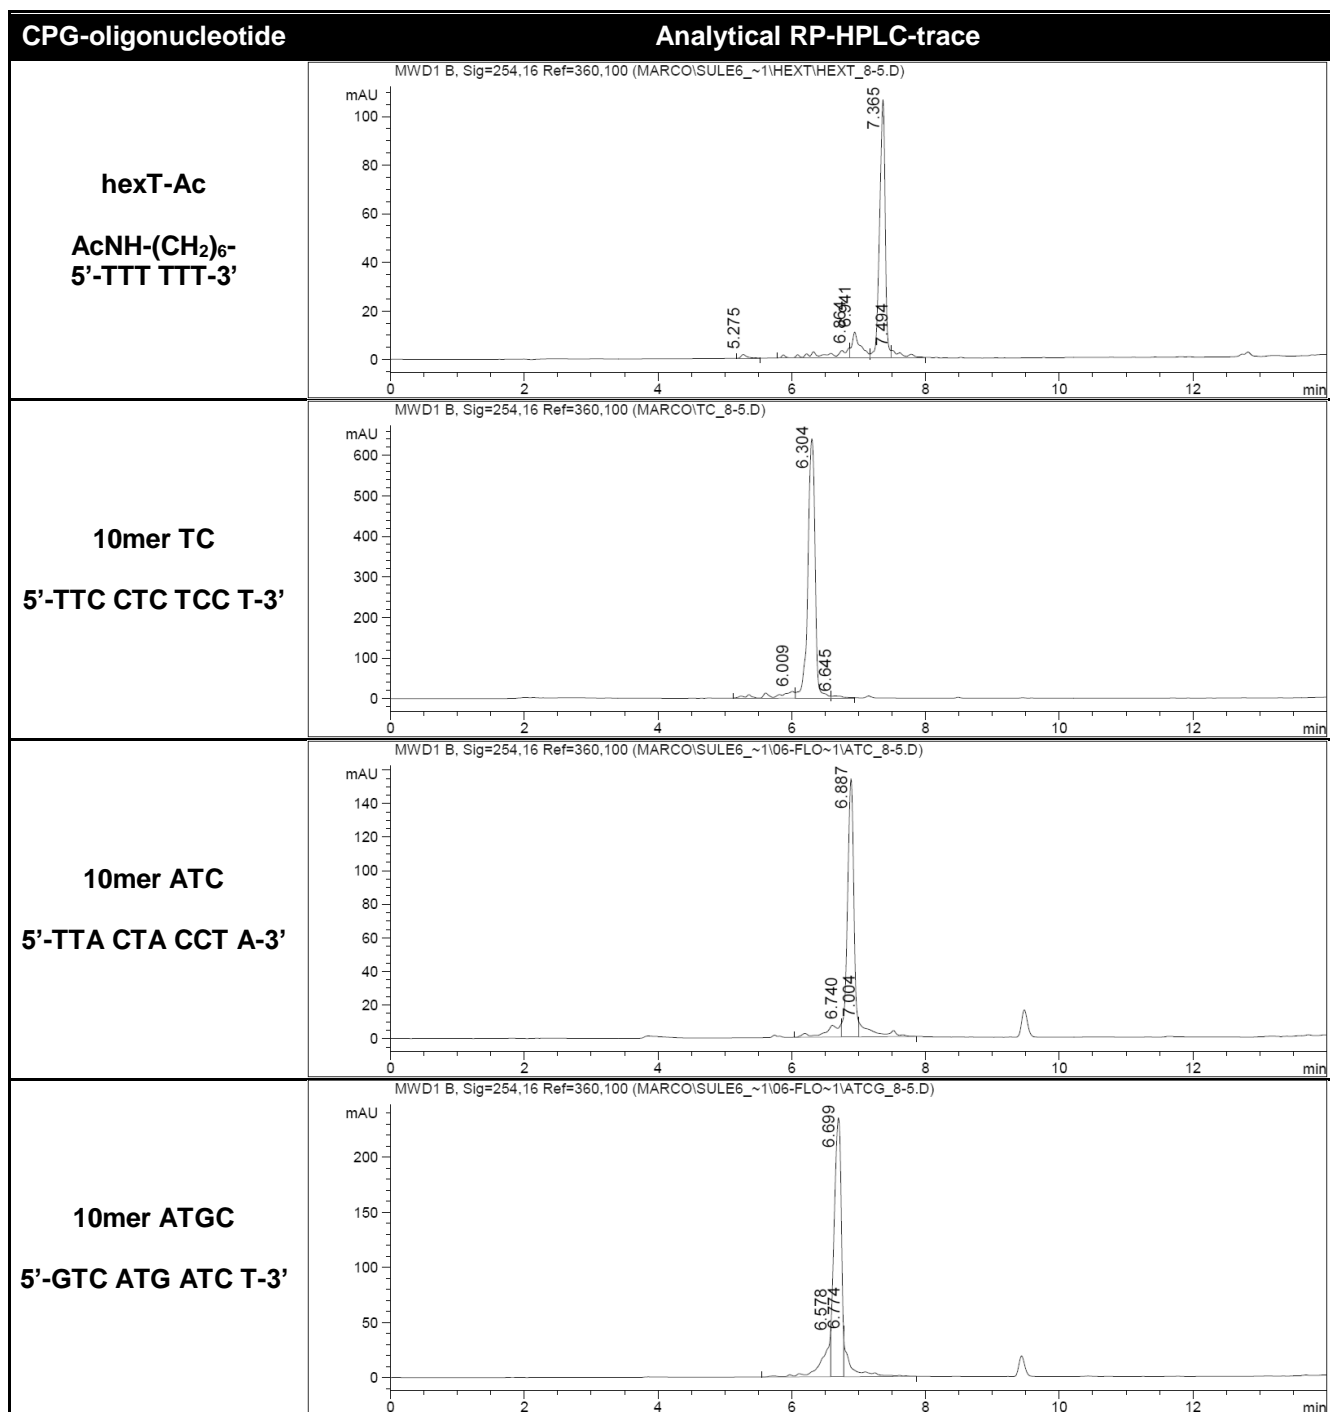 CPG-oligonucleotide Analytical RP-HPLC-trace
hexT-Ac
AcNH-(CH₂)₆-
5’-TTT TTT-3’
MWD1 B, Sig=254,16 Ref=360,100 (MARCO\SULE6_~1\HEXT\HEXT_8-5.D)
mAU
100
80
60
40
20
0
5.275
6.864
6.941
7.365
7.494
0 2 4 6 8 10 12 min
10mer TC
5’-TTC CTC TCC T-3’
MWD1 B, Sig=254,16 Ref=360,100 (MARCO\TC_8-5.D)
mAU
600
500
400
300
200
100
0
6.009
6.304
6.645
0 2 4 6 8 10 12 min
10mer ATC
5’-TTA CTA CCT A-3’
MWD1 B, Sig=254,16 Ref=360,100 (MARCO\SULE6_~1\06-FLO~1\ATC_8-5.D)
mAU
140
120
100
80
60
40
20
0
6.740
6.887
7.004
0 2 4 6 8 10 12 min
10mer ATGC
5’-GTC ATG ATC T-3’
MWD1 B, Sig=254,16 Ref=360,100 (MARCO\SULE6_~1\06-FLO~1\ATCG_8-5.D)
mAU
200
150
100
50
0
6.578
6.699
6.774
0 2 4 6 8 10 12 min